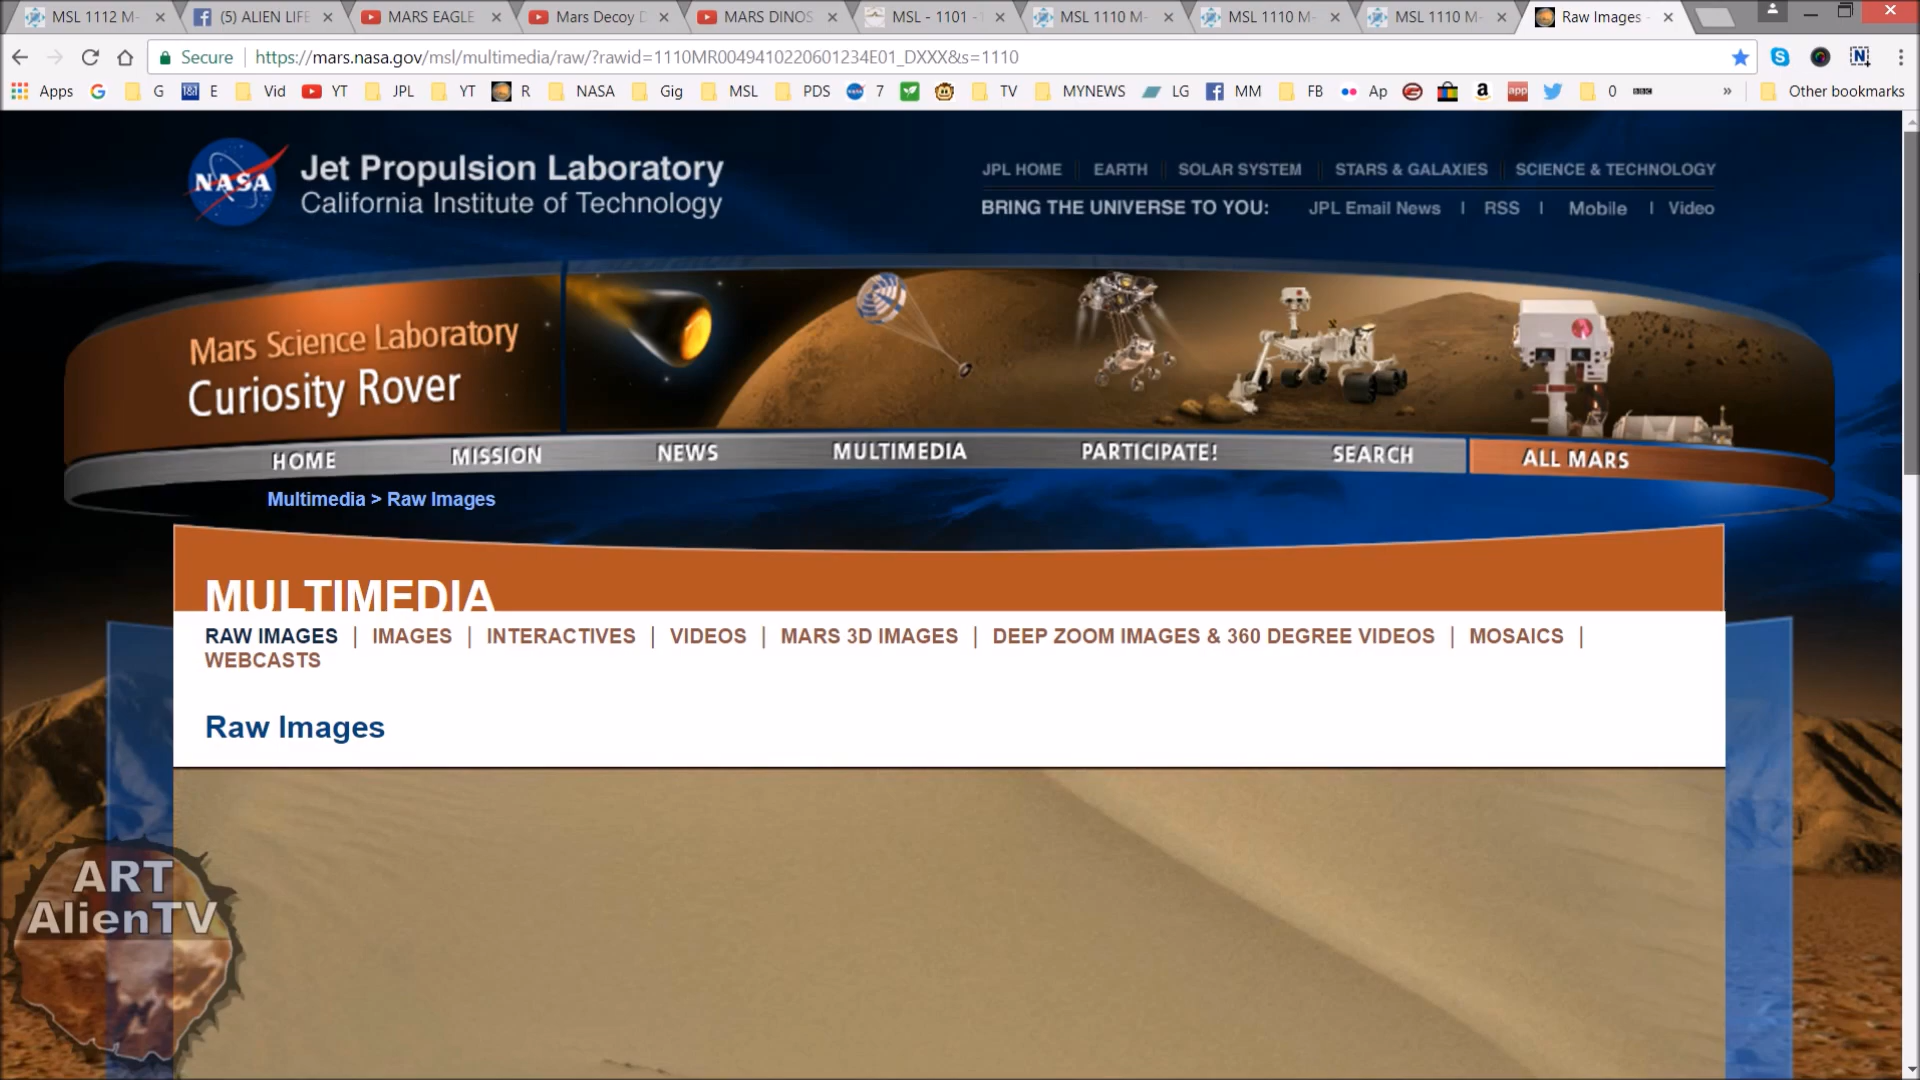 MSL 1112 M-
(5) ALIEN LIFE
MARS EAGLE
Mars Decoy D
MARS DINOS
MSL - 1101 -
MSL 1110 M-
MSL 1110 M-
MSL 1110 M-
Raw Images -
Secure https://mars.nasa.gov/msl/multimedia/raw/?rawid=1110MR0049410220601234E01_DXXX&s=1110
Apps G E Vid YT JPL YT R NASA Gig MSL PDS 7 TV MYNEWS LG MM FB Ap app 0 BBC » Other bookmarks
NASA
Jet Propulsion Laboratory
California Institute of Technology
JPL HOME EARTH SOLAR SYSTEM STARS & GALAXIES SCIENCE & TECHNOLOGY
BRING THE UNIVERSE TO YOU: JPL Email News | RSS | Mobile | Video
Mars Science Laboratory
Curiosity Rover
HOME MISSION NEWS MULTIMEDIA PARTICIPATE! SEARCH ALL MARS
Multimedia > Raw Images
MULTIMEDIA
RAW IMAGES | IMAGES | INTERACTIVES | VIDEOS | MARS 3D IMAGES | DEEP ZOOM IMAGES & 360 DEGREE VIDEOS | MOSAICS |
WEBCASTS
Raw Images
ART
AlienTV